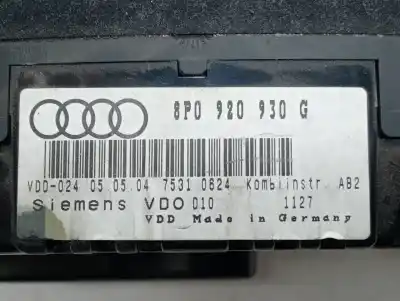 8P0 920 930 G
VDO-024 05.05.04 7531 0824 Kombiinstr. AB2
Siemens VDO 010 1127
VDO Made in Germany